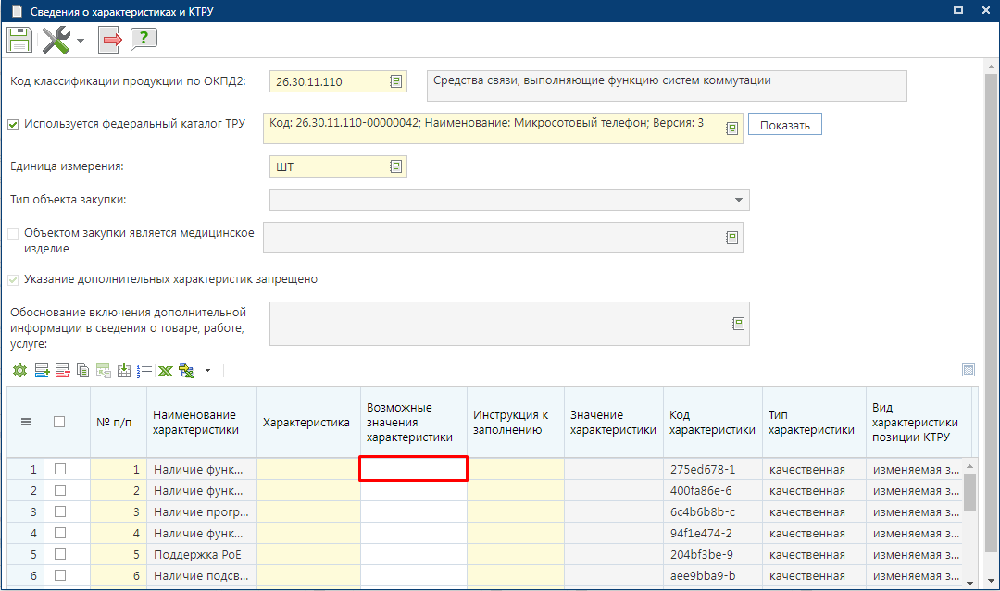 Сведения о характеристиках и КТРУ
Код классификации продукции по ОКПД2:
26.30.11.110
Средства связи, выполняющие функцию систем коммутации
Используется федеральный каталог ТРУ
Код: 26.30.11.110-00000042; Наименование: Микросотовый телефон; Версия: 3
Показать
Единица измерения:
ШТ
Тип объекта закупки:
Объектом закупки является медицинское
изделие
Указание дополнительных характеристик запрещено
Обоснование включения дополнительной
информации в сведения о товаре, работе,
услуге:
№ п/п
Наименование
характеристики
Характеристика
Возможные
значения
характеристики
Инструкция к
заполнению
Значение
характеристики
Код
характеристики
Тип
характеристики
Вид
характеристики
позиции КТРУ
1 1 Наличие функ... 275ed678-1 качественная изменяемая з...
2 2 Наличие функ... 400fa86e-6 качественная изменяемая з...
3 3 Наличие прогр... 6c4b6b8b-c качественная изменяемая з...
4 4 Наличие функ... 94f1e474-2 качественная изменяемая з...
5 5 Поддержка PoE 204bf3be-9 качественная изменяемая з...
6 6 Наличие подсв... aee9bba9-b качественная изменяемая з...